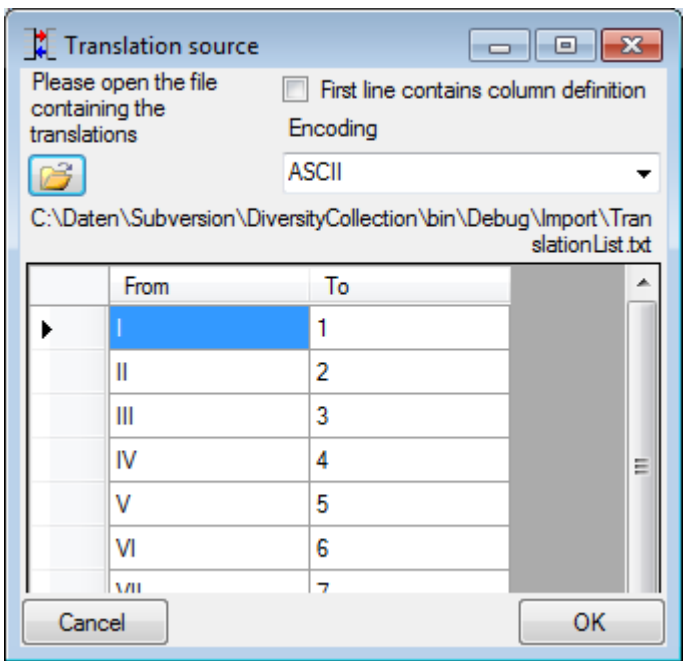 Translation source
Please open the file
containing the
translations
First line contains column definition
Encoding
ASCII
C:\Daten\Subversion\DiversityCollection\bin\Debug\Import\Tran
slationList.txt
From To
I 1
II 2
III 3
IV 4
V 5
VI 6
VII 7
Cancel OK